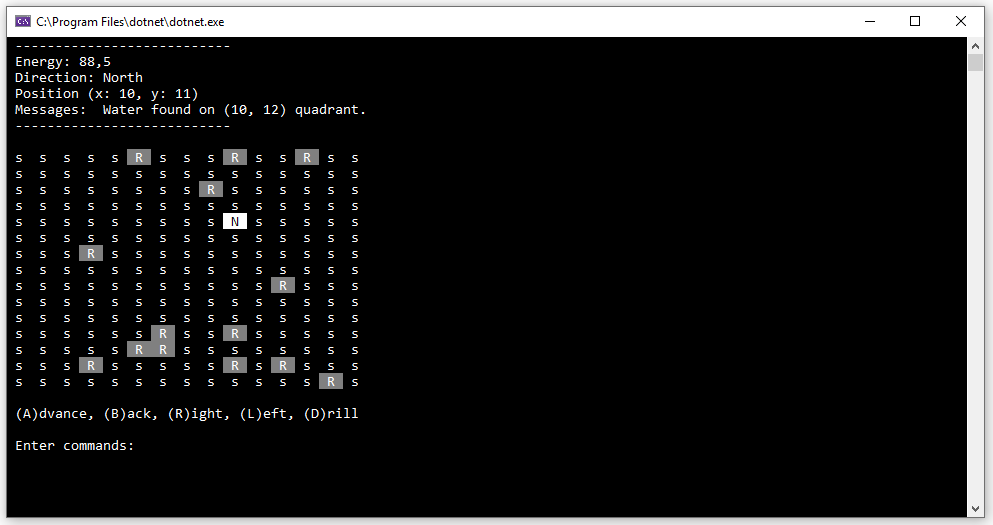 C:\Program Files\dotnet\dotnet.exe
---------------------------
Energy: 88,5
Direction: North
Position (x: 10, y: 11)
Messages:  Water found on (10, 12) quadrant.
---------------------------
s  s  s  s  s  R  s  s  s  R  s  s  R  s  s
s  s  s  s  s  s  s  s  s  s  s  s  s  s  s
s  s  s  s  s  s  s  s  R  s  s  s  s  s  s
s  s  s  s  s  s  s  s  s  s  s  s  s  s  s
s  s  s  s  s  s  s  s  s  N  s  s  s  s  s
s  s  s  s  s  s  s  s  s  s  s  s  s  s  s
s  s  s  R  s  s  s  s  s  s  s  s  s  s  s
s  s  s  s  s  s  s  s  s  s  s  s  s  s  s
s  s  s  s  s  s  s  s  s  s  s  R  s  s  s
s  s  s  s  s  s  s  s  s  s  s  s  s  s  s
s  s  s  s  s  s  s  s  s  s  s  s  s  s  s
s  s  s  s  s  s  R  s  s  R  s  s  s  s  s
s  s  s  s  s  R  R  s  s  s  s  s  s  s  s
s  s  s  R  s  s  s  s  s  R  s  R  s  s  s
s  s  s  s  s  s  s  s  s  s  s  s  s  R  s
(A)dvance, (B)ack, (R)ight, (L)eft, (D)rill
Enter commands: